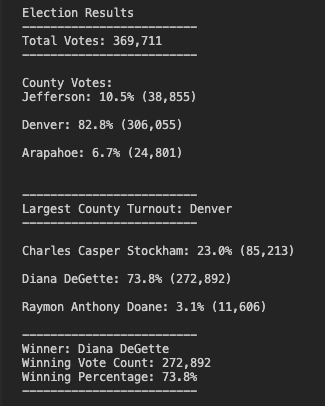 Election Results
-------------------------
Total Votes: 369,711
-------------------------
County Votes:
Jefferson: 10.5% (38,855)
Denver: 82.8% (306,055)
Arapahoe: 6.7% (24,801)
-------------------------
Largest County Turnout: Denver
-------------------------
Charles Casper Stockham: 23.0% (85,213)
Diana DeGette: 73.8% (272,892)
Raymon Anthony Doane: 3.1% (11,606)
-------------------------
Winner: Diana DeGette
Winning Vote Count: 272,892
Winning Percentage: 73.8%
-------------------------